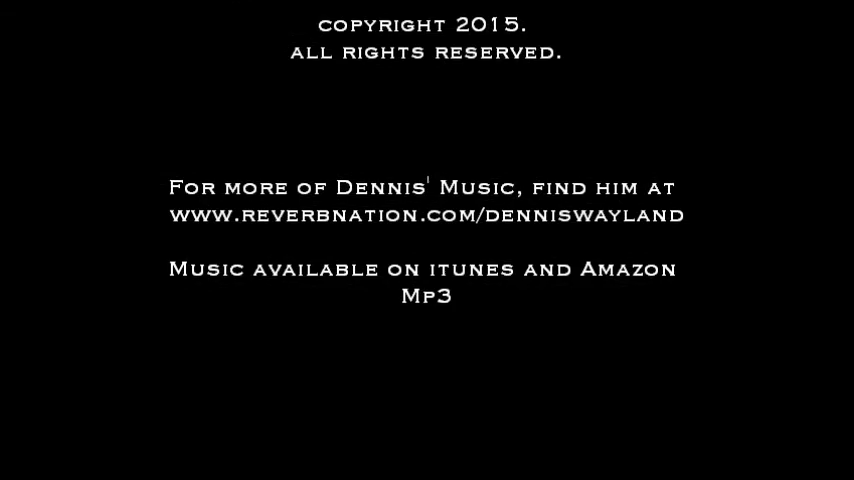 COPYRIGHT 2015.
ALL RIGHTS RESERVED.
FOR MORE OF DENNIS' MUSIC, FIND HIM AT
WWW.REVERBNATION.COM/DENNISWAYLAND
MUSIC AVAILABLE ON ITUNES AND AMAZON
MP3